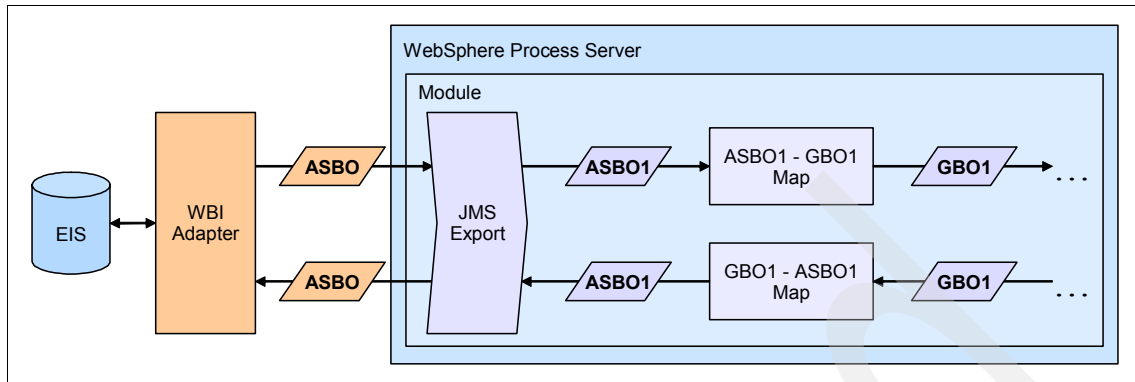 WebSphere Process Server
Module
ASBO
ASBO1
ASBO1 - GBO1
Map
GBO1
. . .
EIS
WBI
Adapter
JMS
Export
ASBO
ASBO1
GBO1 - ASBO1
Map
GBO1
. . .